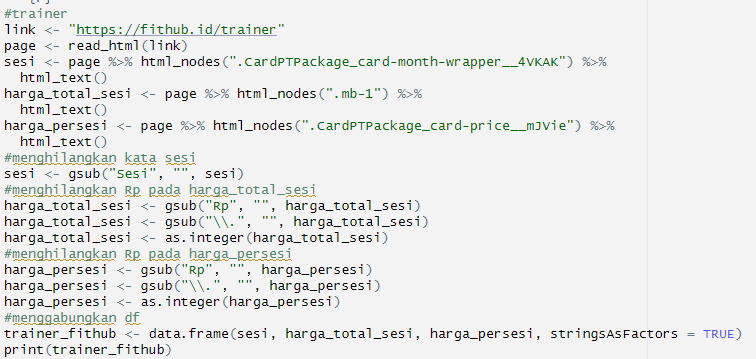 #trainer
link <- "https://fithub.id/trainer"
page <- read_html(link)
sesi <- page %>% html_nodes(".CardPTPackage_card-month-wrapper__4VKAK") %>%
  html_text()
harga_total_sesi <- page %>% html_nodes(".mb-1") %>%
  html_text()
harga_persesi <- page %>% html_nodes(".CardPTPackage_card-price__mJVie") %>%
  html_text()
#menghilangkan kata sesi
sesi <- gsub("Sesi", "", sesi)
#menghilangkan Rp pada harga_total_sesi
harga_total_sesi <- gsub("Rp", "", harga_total_sesi)
harga_total_sesi <- gsub("\\.", "", harga_total_sesi)
harga_total_sesi <- as.integer(harga_total_sesi)
#menghilangkan Rp pada harga_persesi
harga_persesi <- gsub("Rp", "", harga_persesi)
harga_persesi <- gsub("\\.", "", harga_persesi)
harga_persesi <- as.integer(harga_persesi)
#menggabungkan df
trainer_fithub <- data.frame(sesi, harga_total_sesi, harga_persesi, stringsAsFactors = TRUE)
print(trainer_fithub)